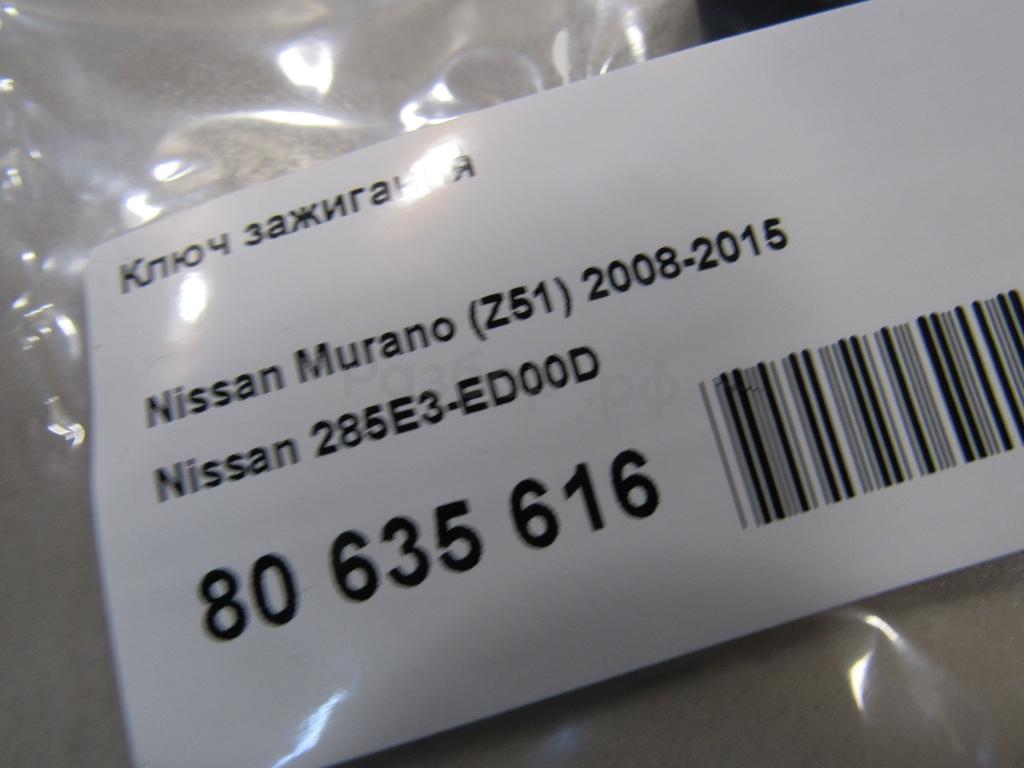 Ключ зажигания
Nissan Murano (Z51) 2008-2015
Nissan 285E3-ED00D
80 635 616